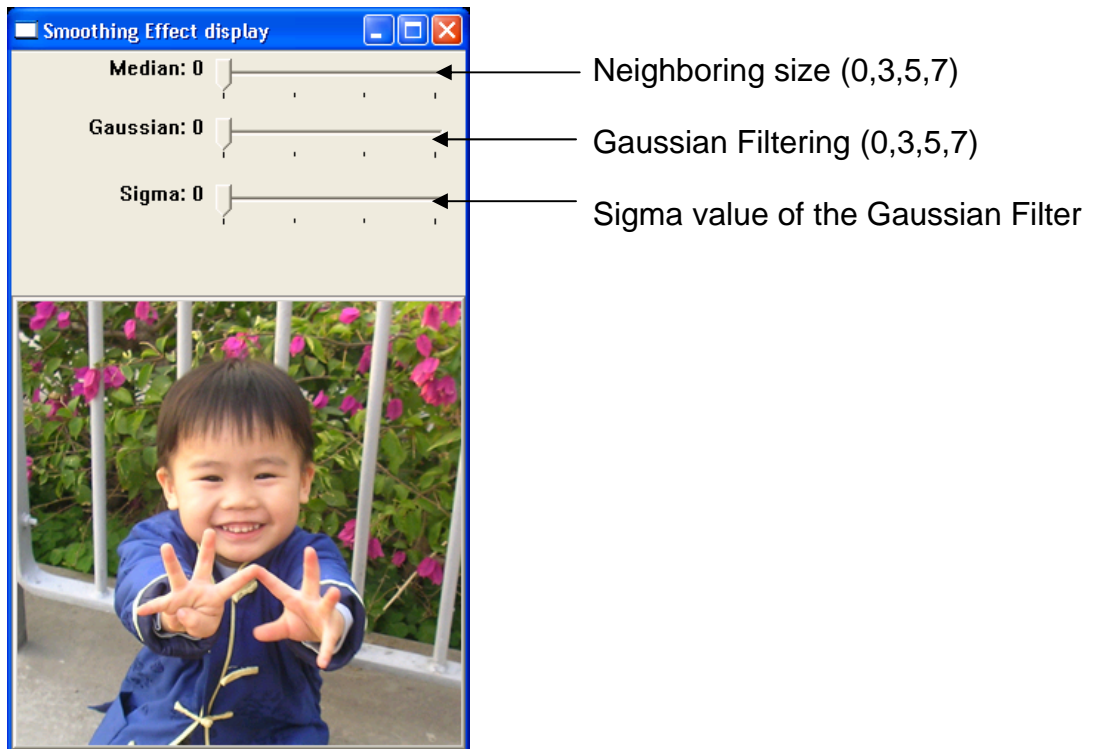 Smoothing Effect display
Median: 0
Neighboring size (0,3,5,7)
Gaussian: 0
Gaussian Filtering (0,3,5,7)
Sigma: 0
Sigma value of the Gaussian Filter